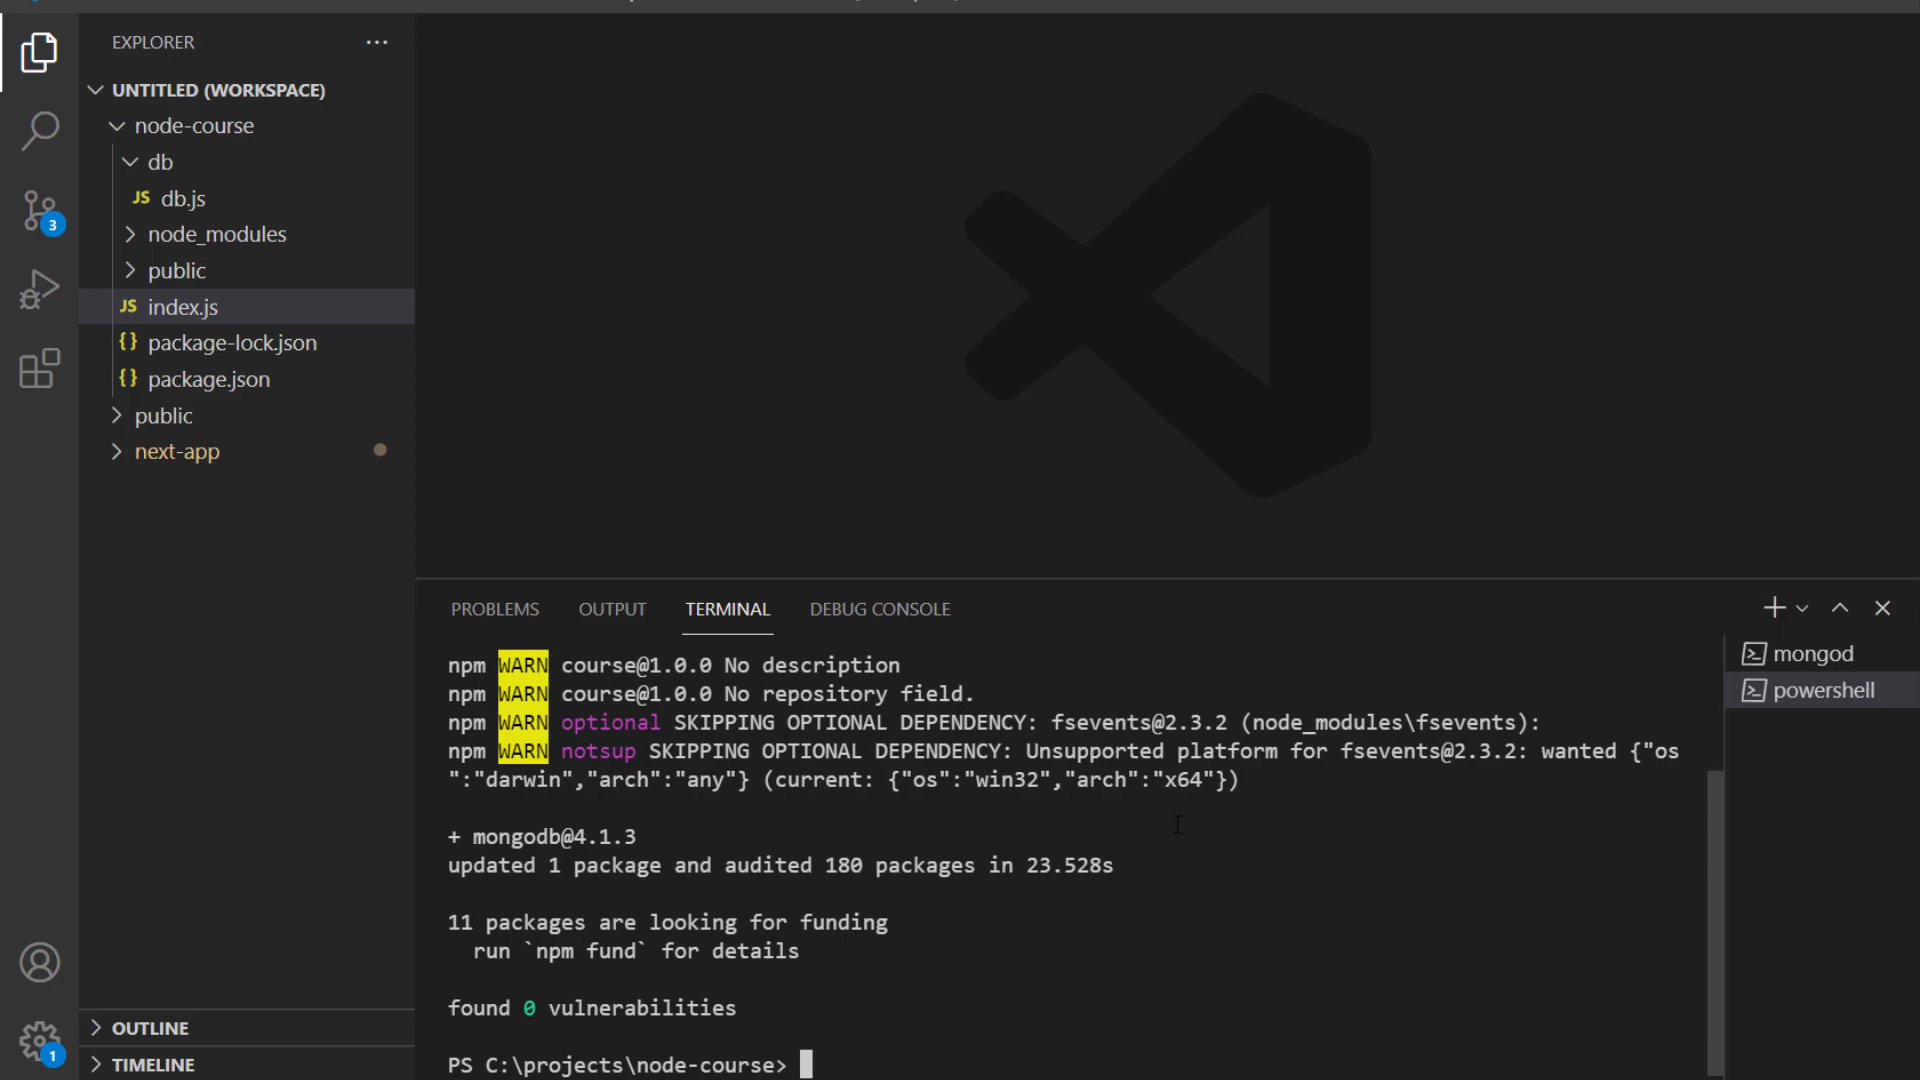 EXPLORER
UNTITLED (WORKSPACE)
node-course
db
JS db.js
node_modules
public
JS index.js
{} package-lock.json
{} package.json
public
next-app
3
1
OUTLINE
TIMELINE
PROBLEMS OUTPUT TERMINAL DEBUG CONSOLE
npm WARN course@1.0.0 No description
npm WARN course@1.0.0 No repository field.
npm WARN optional SKIPPING OPTIONAL DEPENDENCY: fsevents@2.3.2 (node_modules\fsevents):
npm WARN notsup SKIPPING OPTIONAL DEPENDENCY: Unsupported platform for fsevents@2.3.2: wanted {"os
":"darwin","arch":"any"} (current: {"os":"win32","arch":"x64"})
+ mongodb@4.1.3
updated 1 package and audited 180 packages in 23.528s
11 packages are looking for funding
run `npm fund` for details
found 0 vulnerabilities
PS C:\projects\node-course>
mongod
powershell